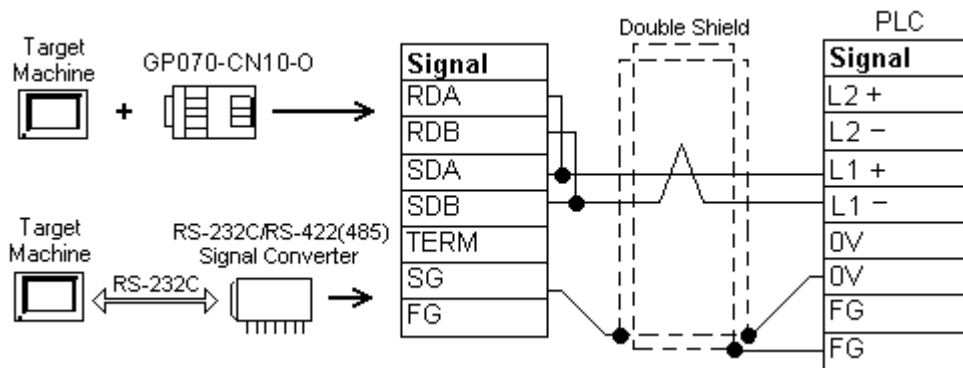 Target
Machine
+
GP070-CN10-O
Target
Machine
RS-232C
RS-232C/RS-422(485)
Signal Converter
Signal
RDA
RDB
SDA
SDB
TERM
SG
FG
Double Shield
PLC
Signal
L2 +
L2 −
L1 +
L1 −
0V
0V
FG
FG